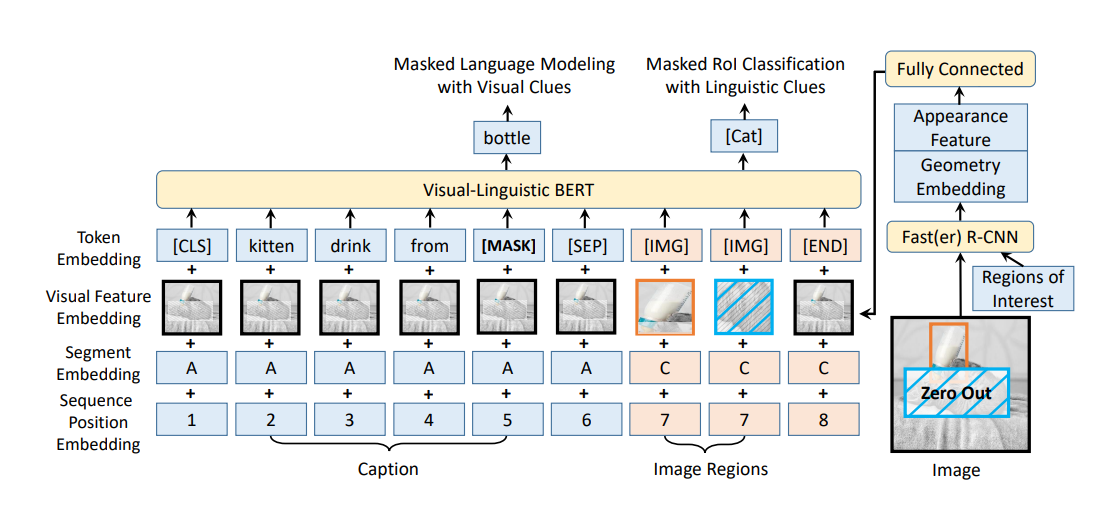 Masked Language Modeling
with Visual Clues
Masked RoI Classification
with Linguistic Clues
Fully Connected
Appearance
Feature
Geometry
Embedding
Fast(er) R-CNN
Regions of
Interest
bottle
[Cat]
Visual-Linguistic BERT
Token
Embedding
[CLS] kitten drink from [MASK] [SEP] [IMG] [IMG] [END]
+ + + + + + + + +
Visual Feature
Embedding
+ + + + + + + + +
Segment
Embedding
A A A A A A C C C
+ + + + + + + + +
Sequence
Position
Embedding
1 2 3 4 5 6 7 7 8
Caption
Image Regions
Zero Out
Image